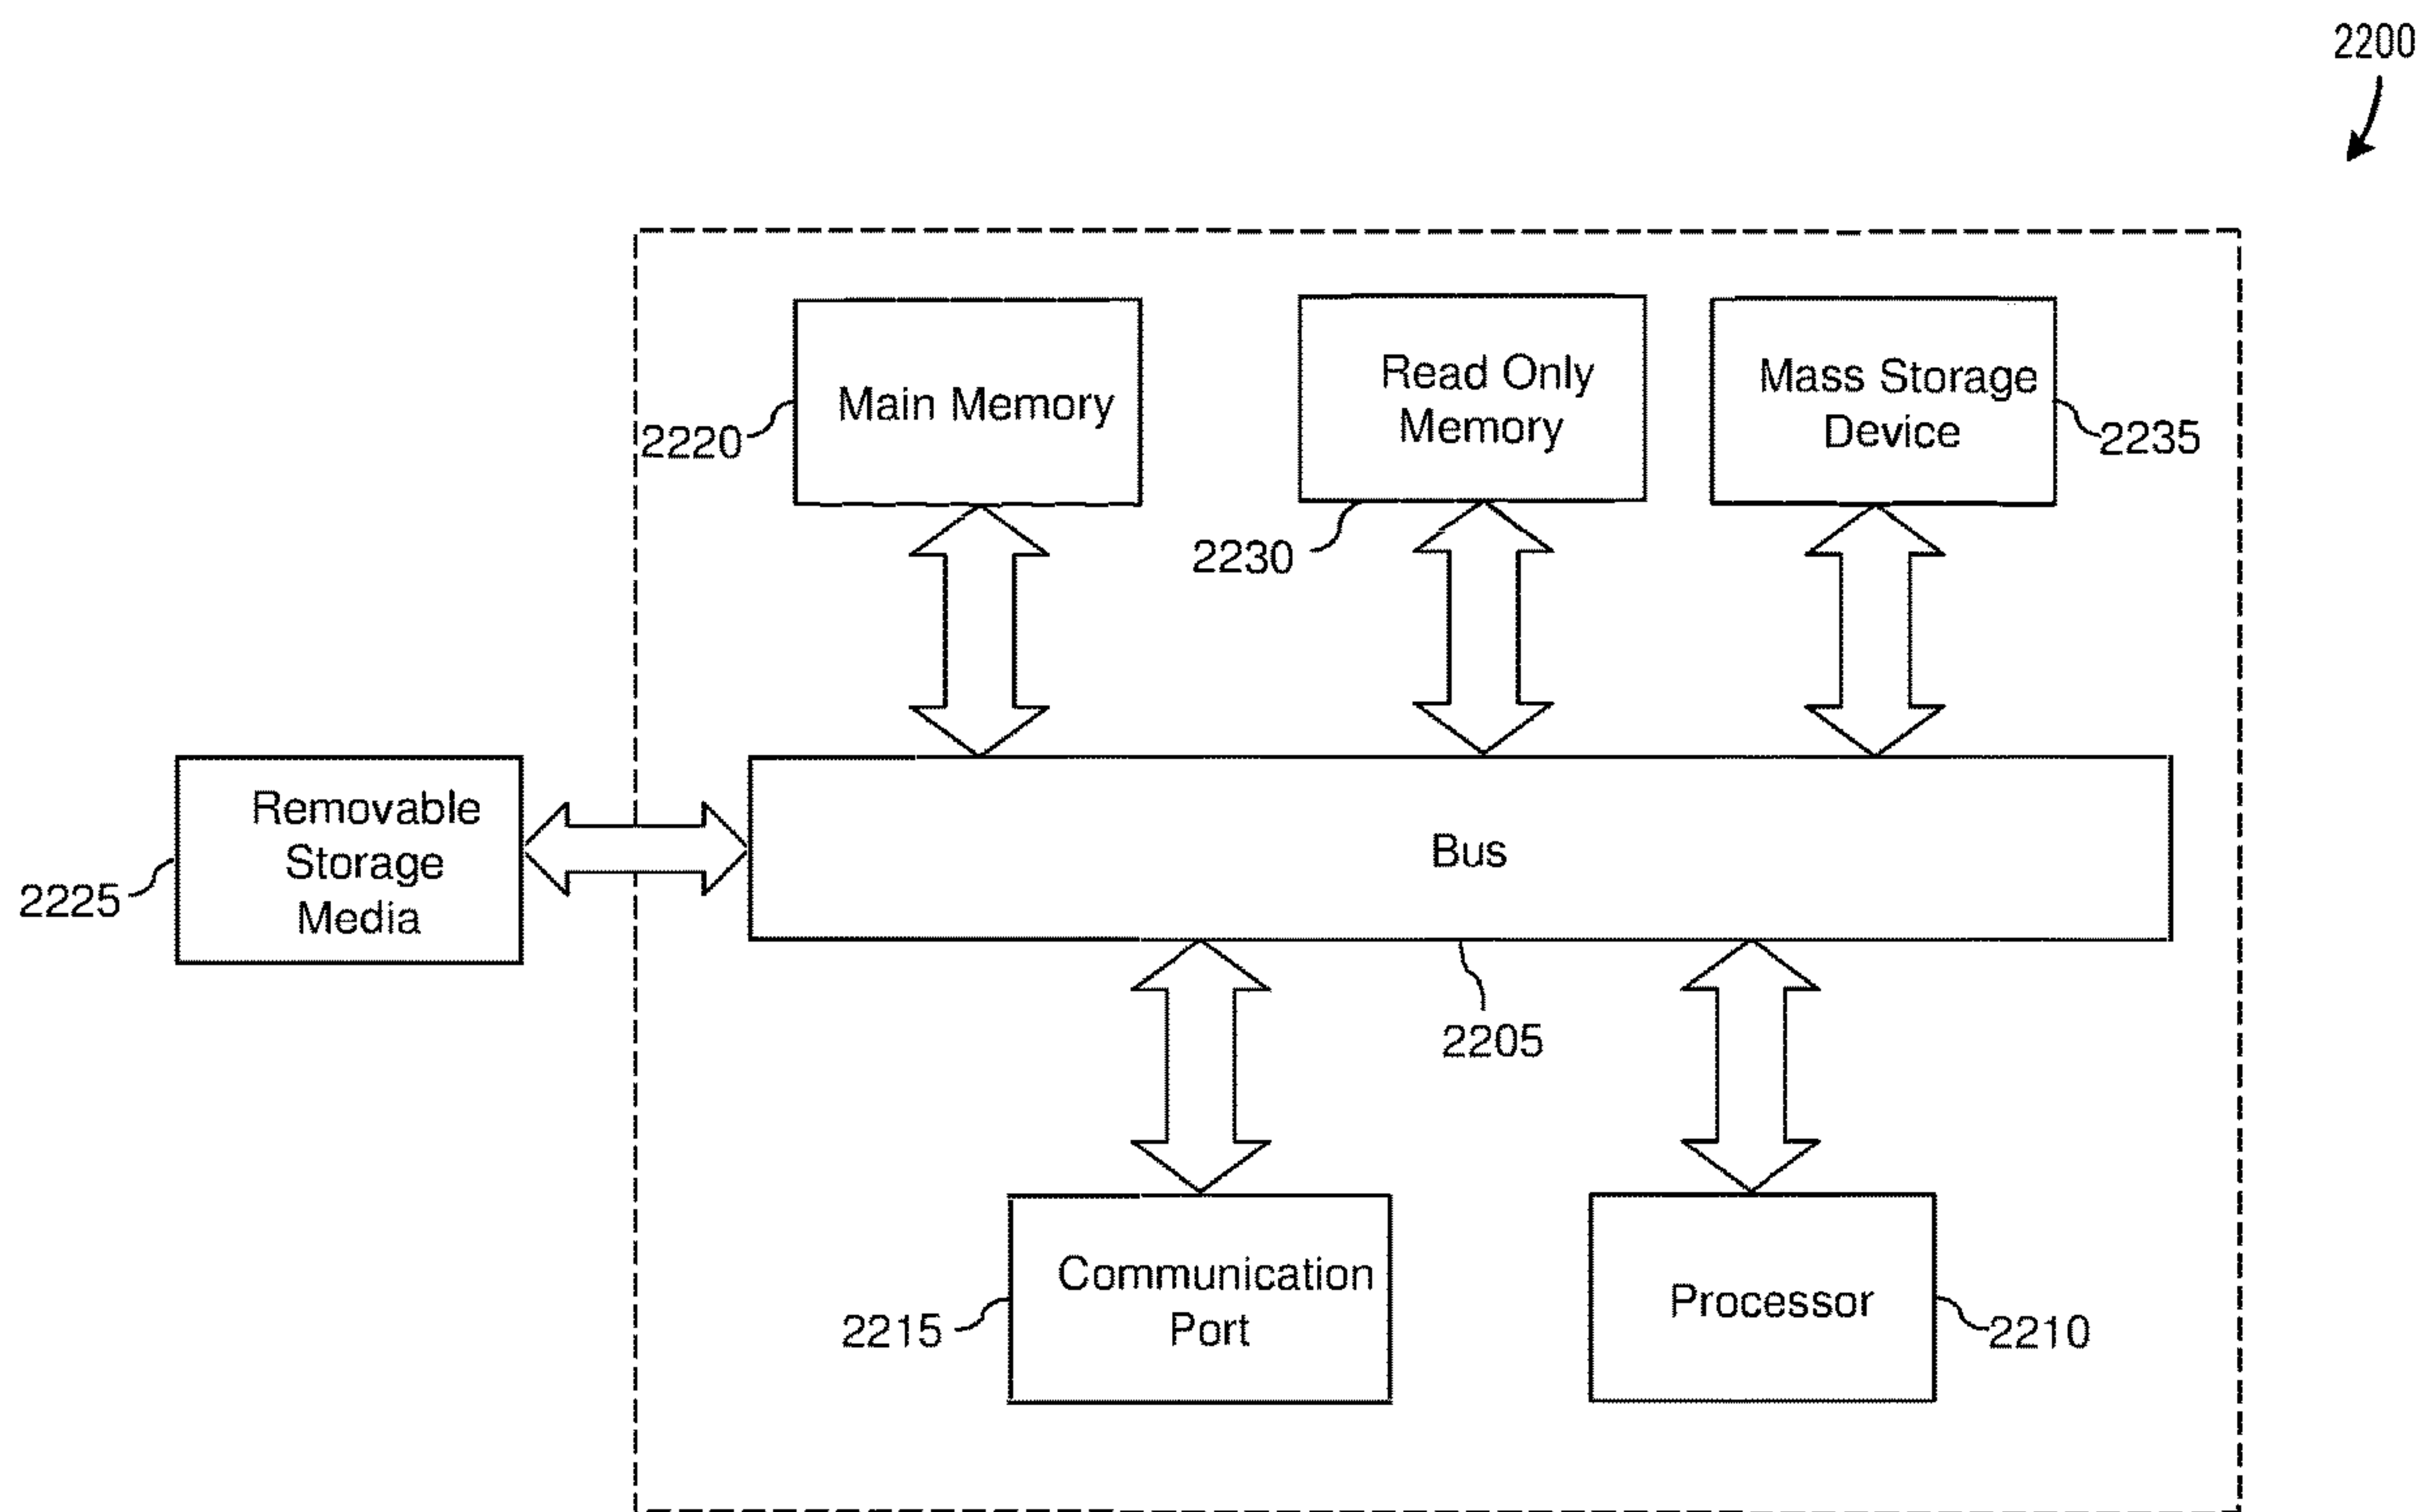 2200
Main Memory
2220
Read Only
Memory
2230
Mass Storage
Device
2235
Removable
Storage
Media
2225
Bus
2205
Communication
Port
2215
Processor
2210